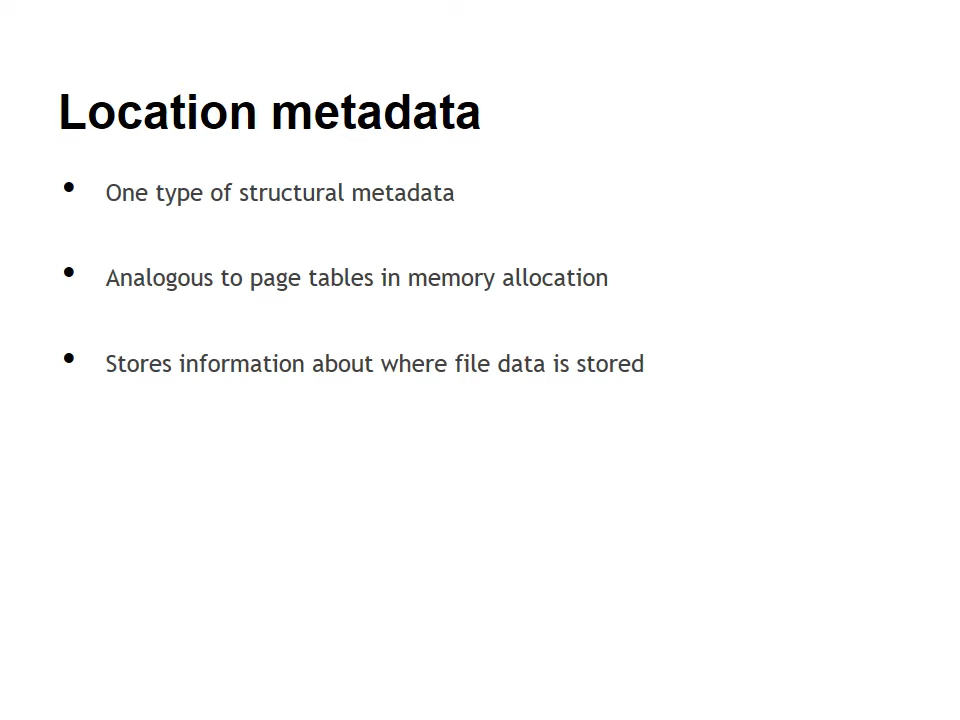 Location metadata
• One type of structural metadata
• Analogous to page tables in memory allocation
• Stores information about where file data is stored